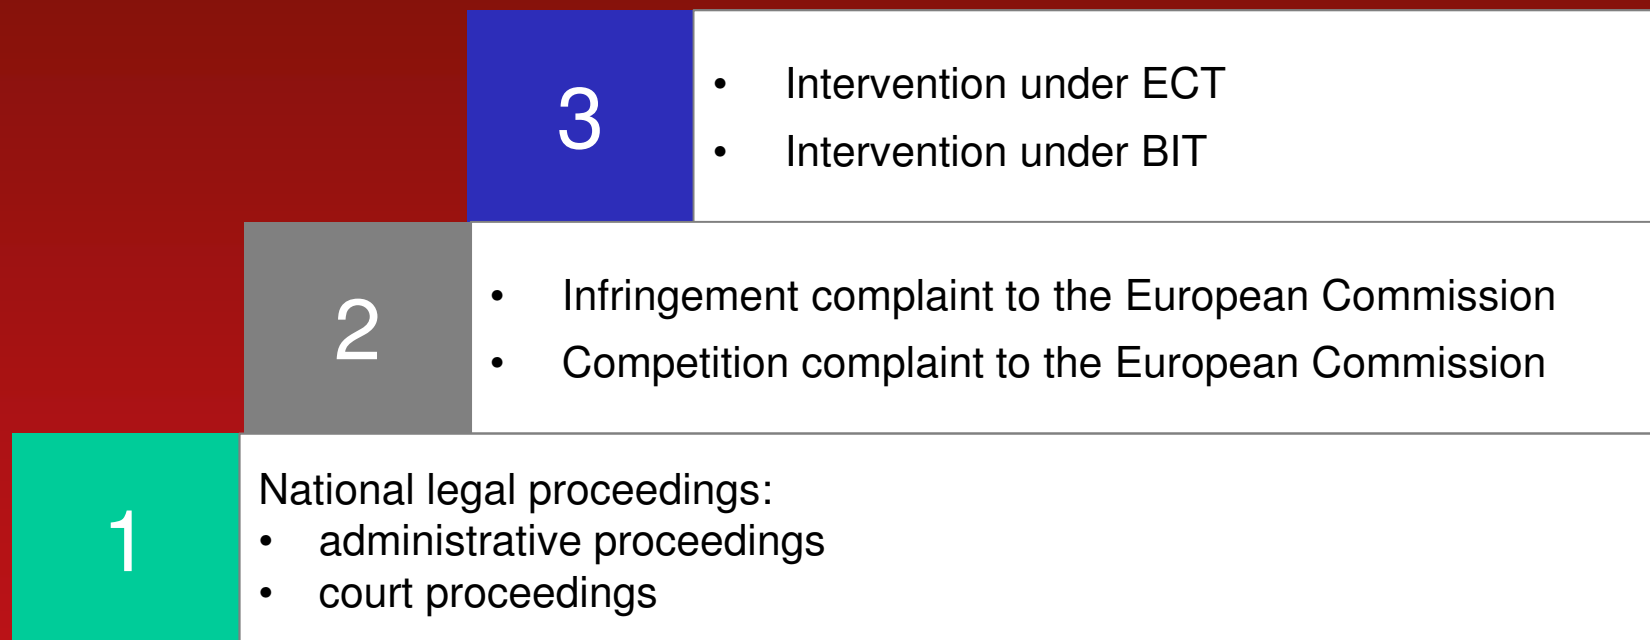 3
• Intervention under ECT
• Intervention under BIT
2
• Infringement complaint to the European Commission
• Competition complaint to the European Commission
1
National legal proceedings:
• administrative proceedings
• court proceedings